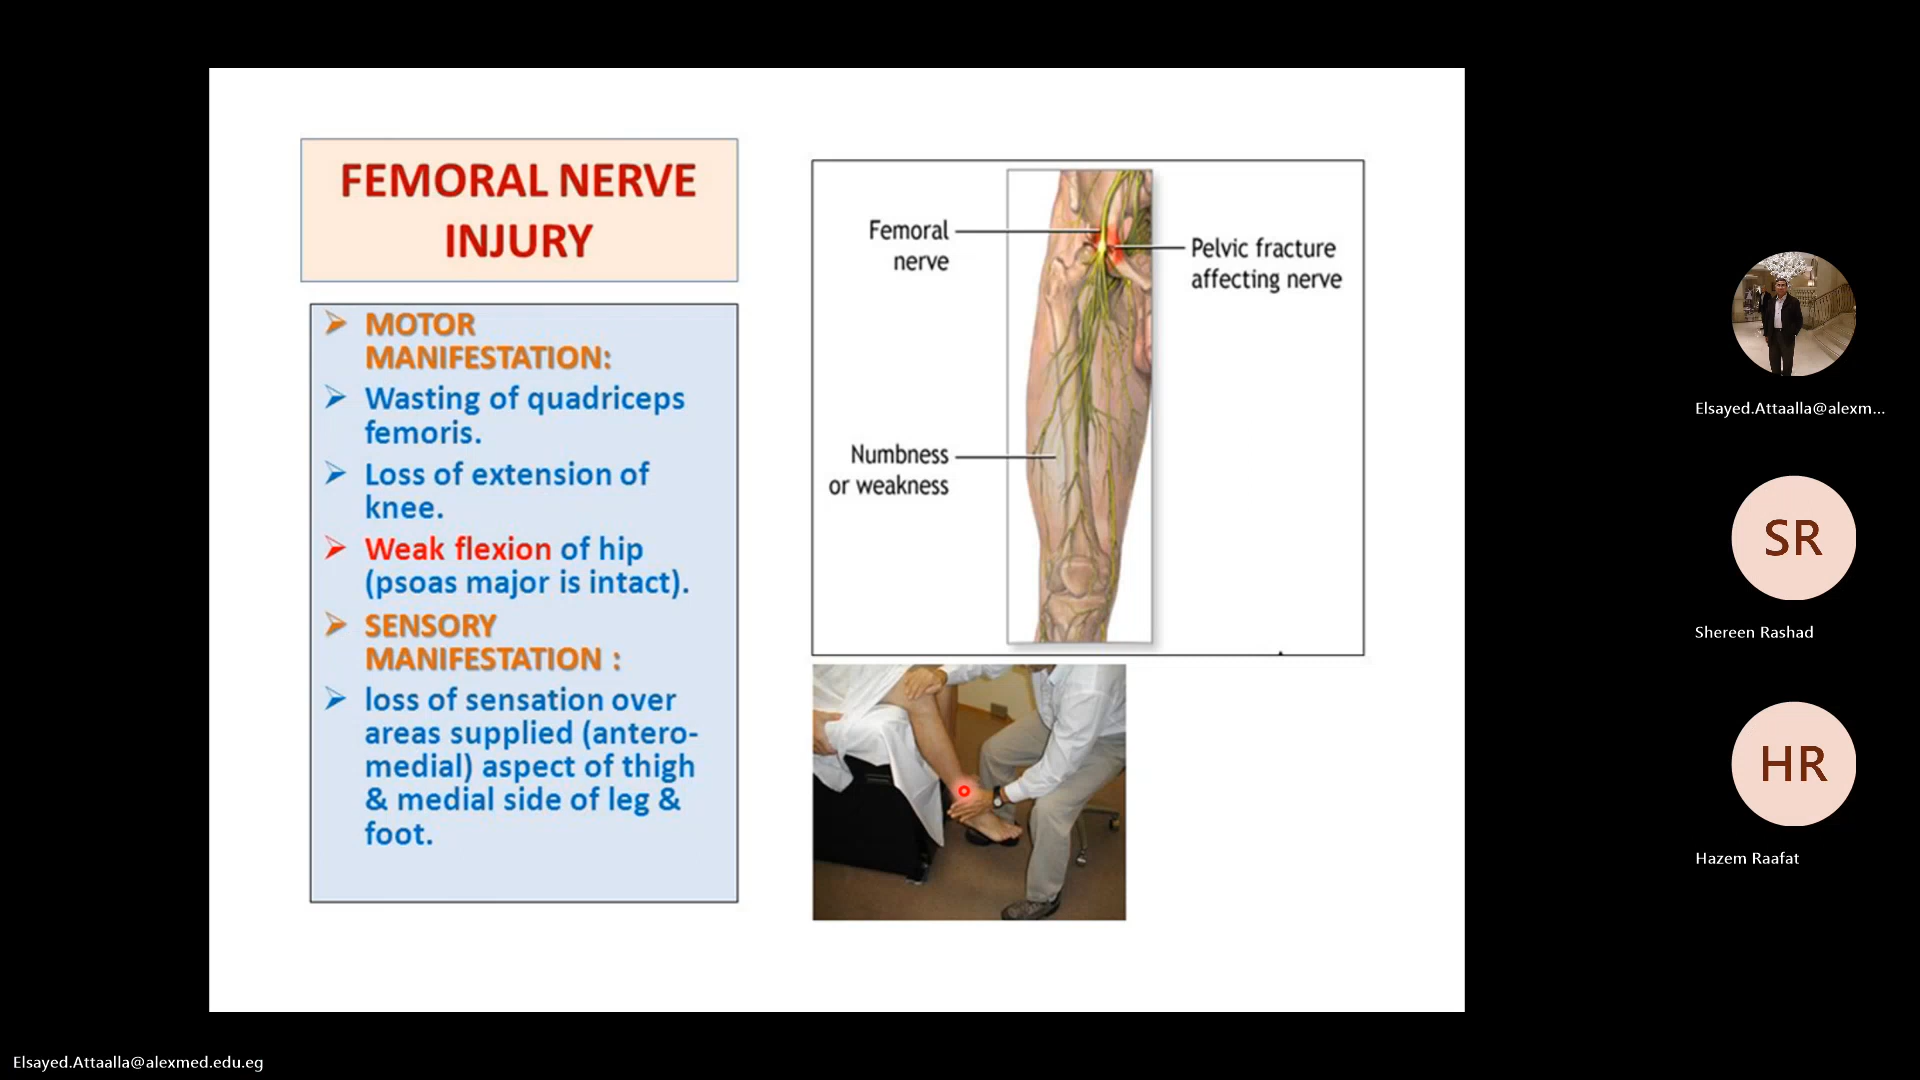 FEMORAL NERVE
INJURY
MOTOR
MANIFESTATION:
Wasting of quadriceps
femoris.
Loss of extension of
knee.
Weak flexion of hip
(psoas major is intact).
SENSORY
MANIFESTATION :
loss of sensation over
areas supplied (antero-
medial) aspect of thigh
& medial side of leg &
foot.
Femoral
nerve
Pelvic fracture
affecting nerve
Numbness
or weakness
Elsayed.Attaalla@alexm...
SR
Shereen Rashad
HR
Hazem Raafat
Elsayed.Attaalla@alexmed.edu.eg